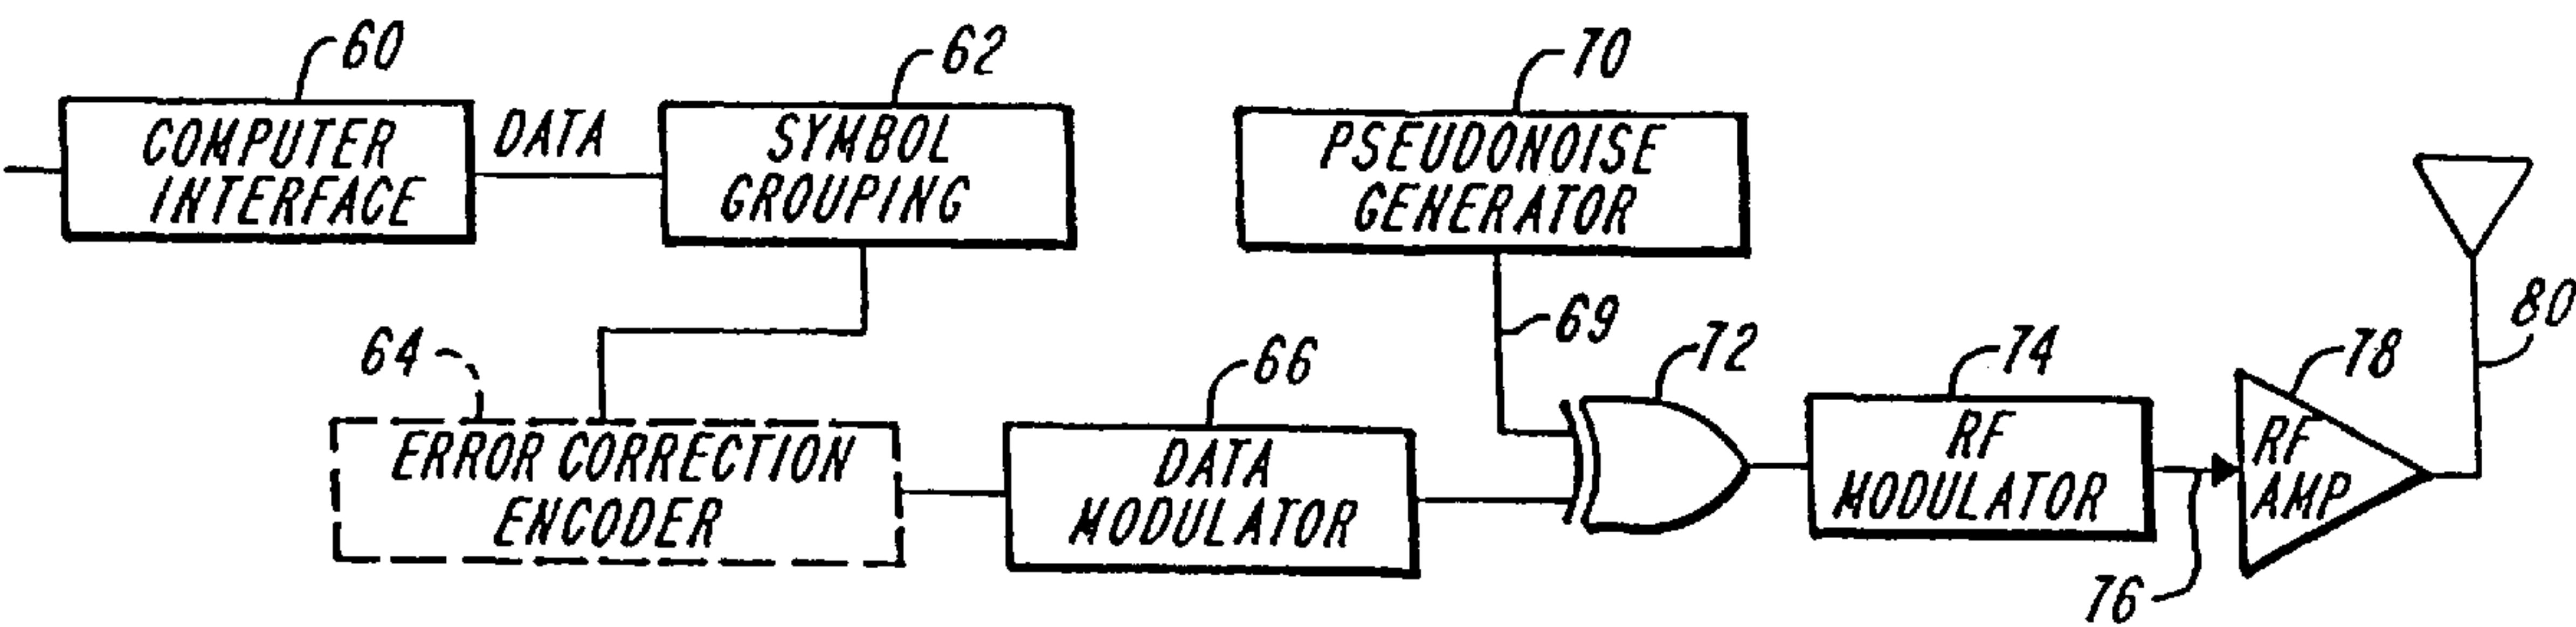 60
COMPUTER
INTERFACE
DATA
62
SYMBOL
GROUPING
70
PSEUDONOISE
GENERATOR
69
64
ERROR CORRECTION
ENCODER
66
DATA
MODULATOR
72
74
RF
MODULATOR
76
78
RF
AMP
80